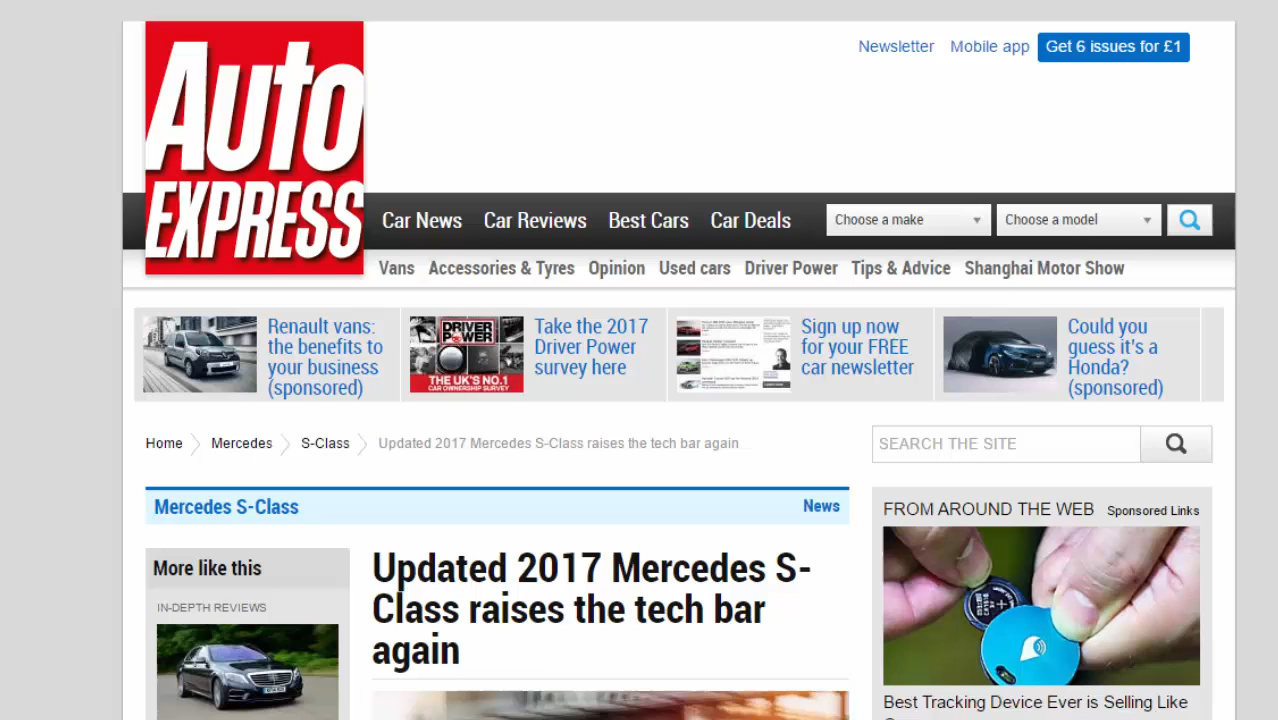 Auto
EXPRESS
Newsletter
Mobile app
Get 6 issues for £1
Car News
Car Reviews
Best Cars
Car Deals
Choose a make
Choose a model
Vans
Accessories & Tyres
Opinion
Used cars
Driver Power
Tips & Advice
Shanghai Motor Show
Renault vans:
the benefits to
your business
(sponsored)
DRIVER
POWER
THE UK'S NO.1
CAR OWNERSHIP SURVEY
Take the 2017
Driver Power
survey here
Sign up now
for your FREE
car newsletter
Could you
guess it's a
Honda?
(sponsored)
Home
Mercedes
S-Class
Updated 2017 Mercedes S-Class raises the tech bar again
SEARCH THE SITE
Mercedes S-Class
News
More like this
IN-DEPTH REVIEWS
Updated 2017 Mercedes S-
Class raises the tech bar
again
FROM AROUND THE WEB
Sponsored Links
Best Tracking Device Ever is Selling Like